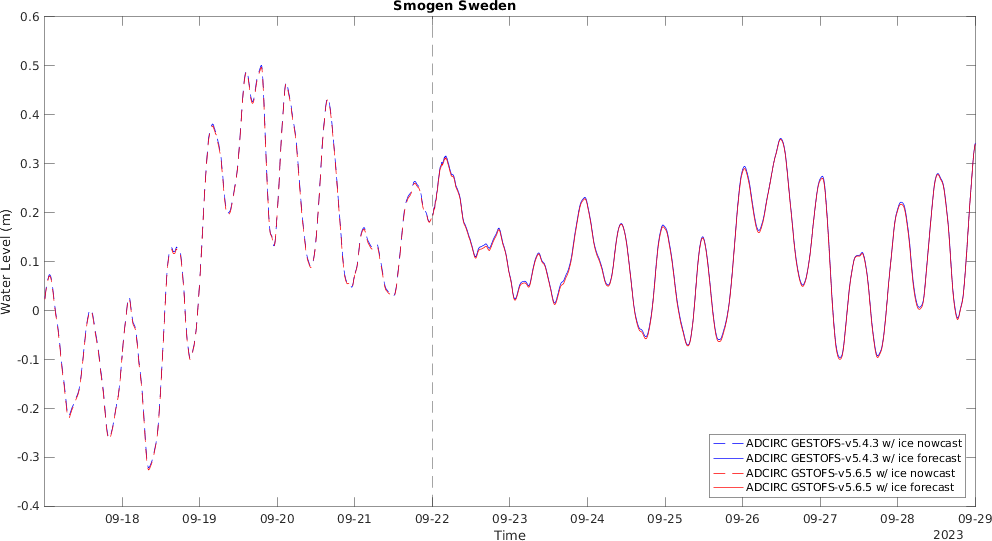 Smogen Sweden
0.6
0.5
0.4
0.3
0.2
0.1
0
-0.1
-0.2
-0.3
-0.4
Water Level (m)
ADCIRC GESTOFS-v5.4.3 w/ ice nowcast
ADCIRC GESTOFS-v5.4.3 w/ ice forecast
ADCIRC GSTOFS-v5.6.5 w/ ice nowcast
ADCIRC GSTOFS-v5.6.5 w/ ice forecast
09-18 09-19 09-20 09-21 09-22 09-23 09-24 09-25 09-26 09-27 09-28 09-29
Time
2023